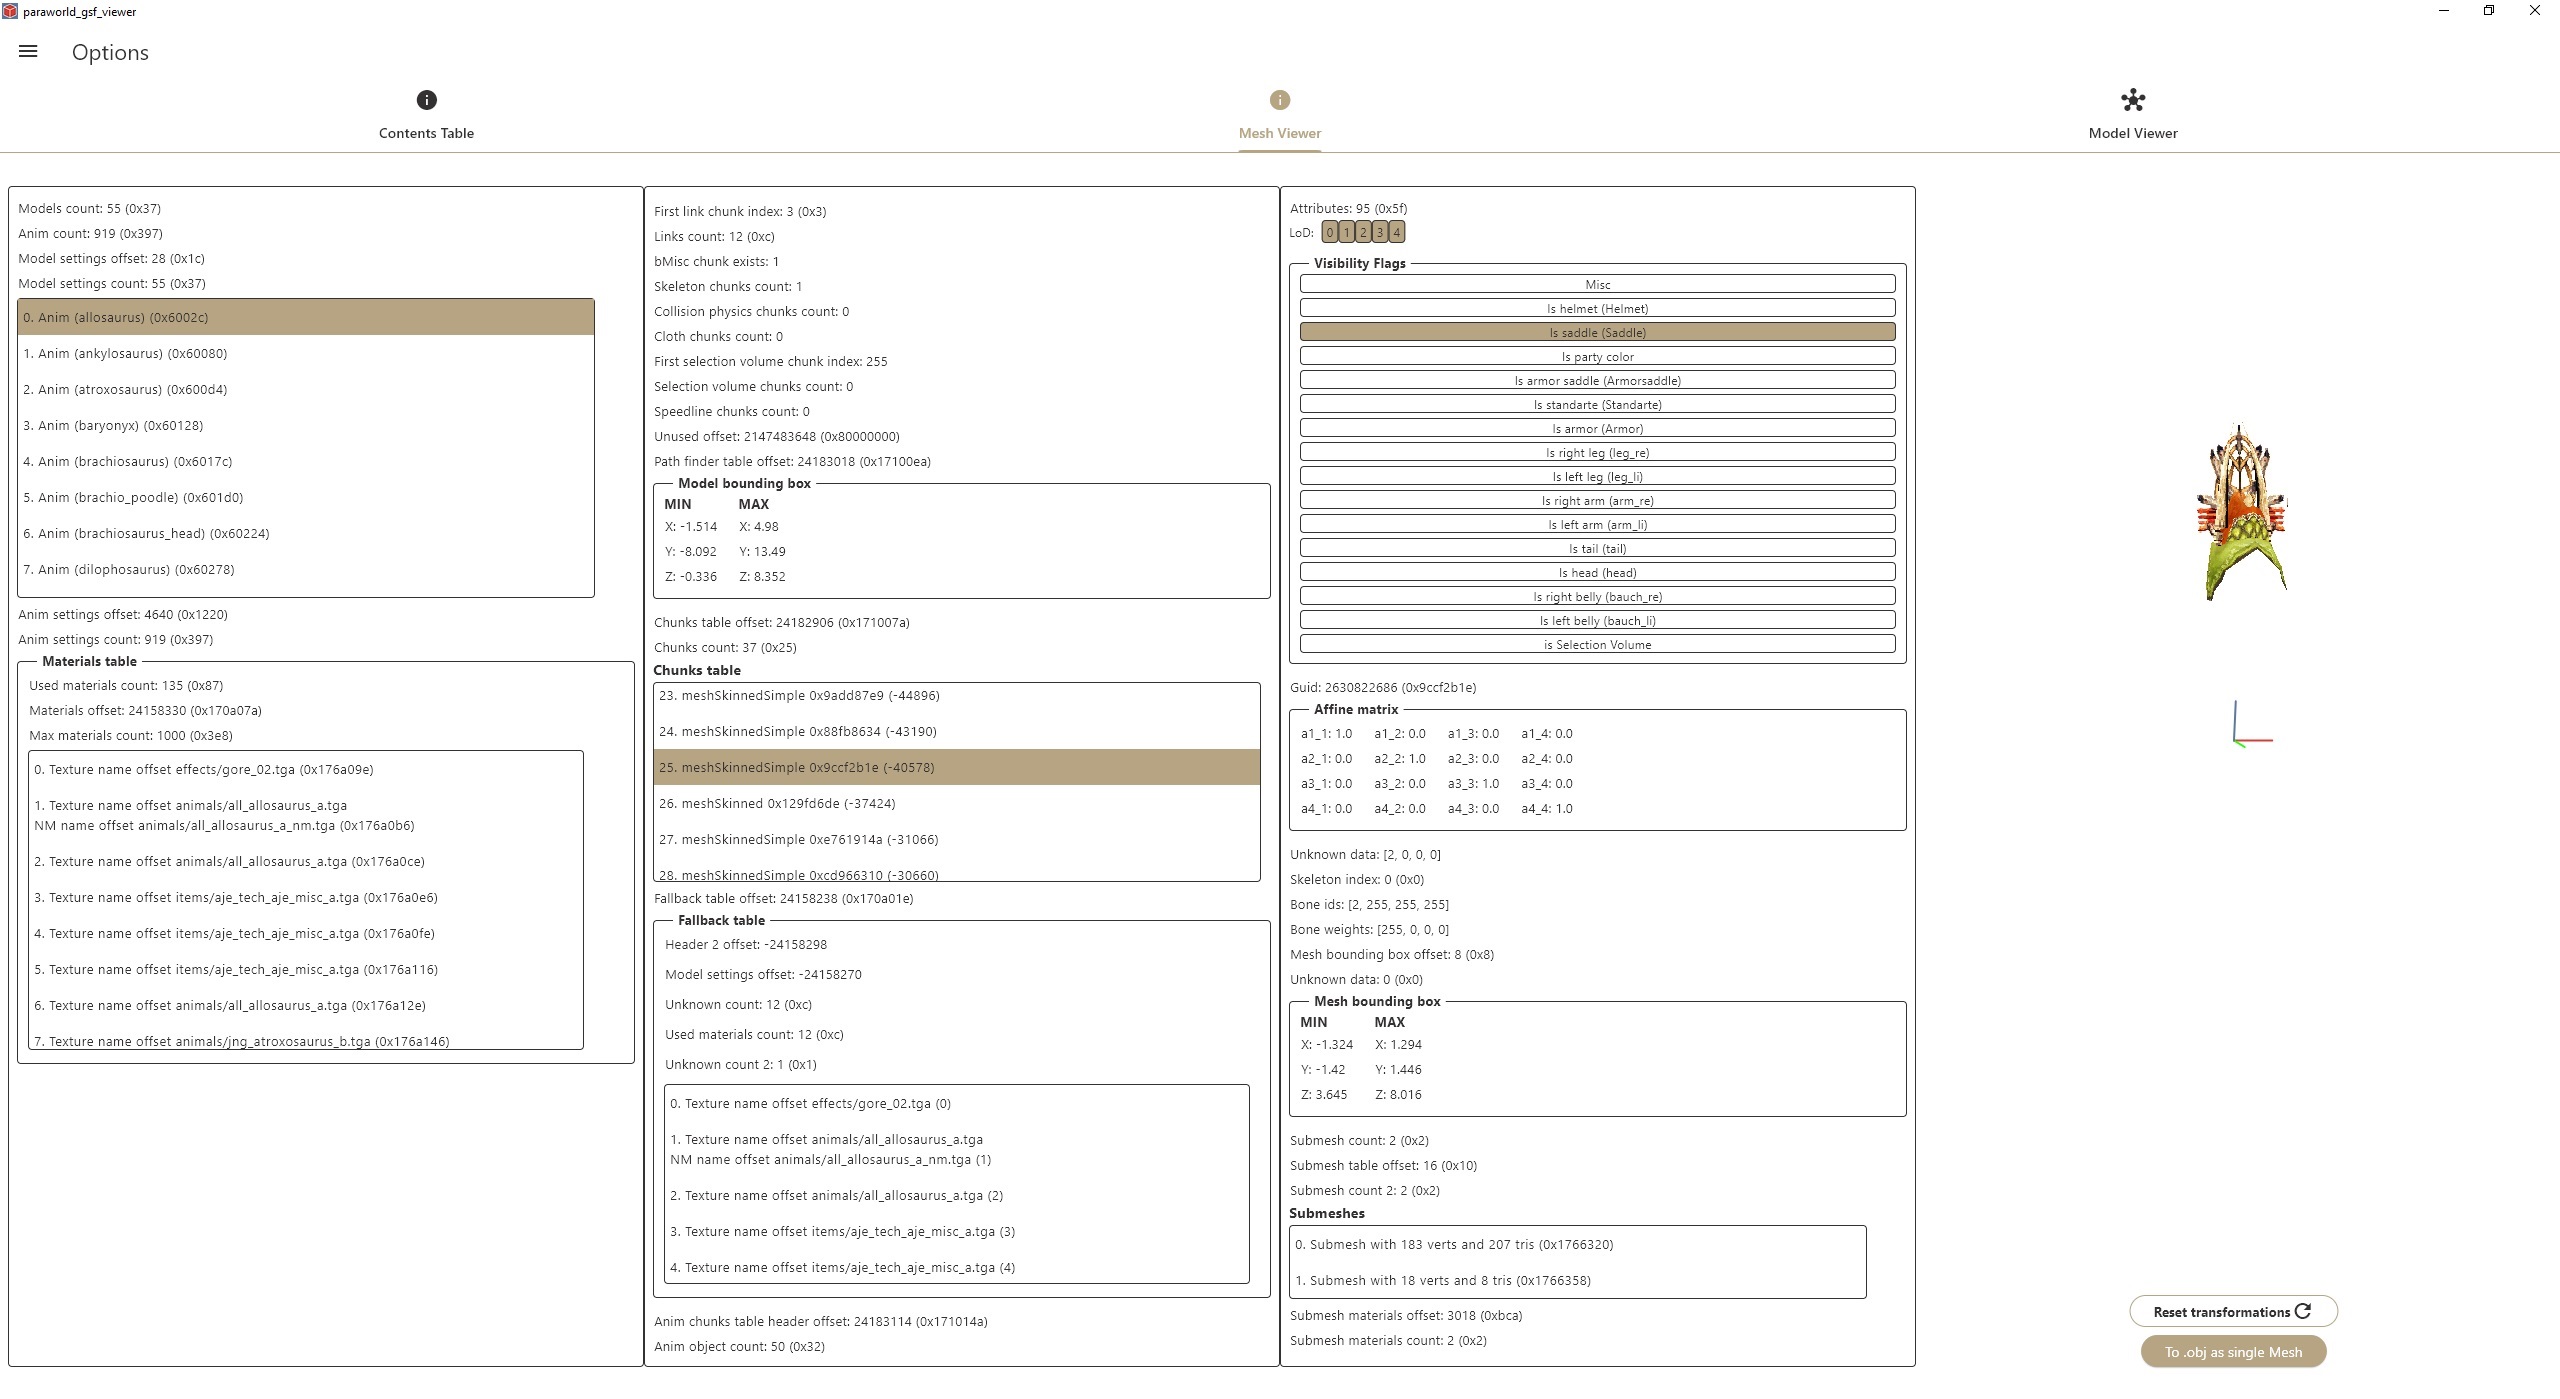 paraworld_gsf_viewer
Options
Contents Table
Mesh Viewer
Model Viewer
Models count: 55 (0x37)
Anim count: 919 (0x397)
Model settings offset: 28 (0x1c)
Model settings count: 55 (0x37)
0. Anim (allosaurus) (0x6002c)
1. Anim (ankylosaurus) (0x60080)
2. Anim (atroxosaurus) (0x600d4)
3. Anim (baryonyx) (0x60128)
4. Anim (brachiosaurus) (0x6017c)
5. Anim (brachio_poodle) (0x601d0)
6. Anim (brachiosaurus_head) (0x60224)
7. Anim (dilophosaurus) (0x60278)
Anim settings offset: 4640 (0x1220)
Anim settings count: 919 (0x397)
Materials table
Used materials count: 135 (0x87)
Materials offset: 24158330 (0x170a07a)
Max materials count: 1000 (0x3e8)
0. Texture name offset effects/gore_02.tga (0x176a09e)
1. Texture name offset animals/all_allosaurus_a.tga
NM name offset animals/all_allosaurus_a_nm.tga (0x176a0b6)
2. Texture name offset animals/all_allosaurus_a.tga (0x176a0ce)
3. Texture name offset items/aje_tech_aje_misc_a.tga (0x176a0e6)
4. Texture name offset items/aje_tech_aje_misc_a.tga (0x176a0fe)
5. Texture name offset items/aje_tech_aje_misc_a.tga (0x176a116)
6. Texture name offset animals/all_allosaurus_a.tga (0x176a12e)
7. Texture name offset animals/jng_atroxosaurus_b.tga (0x176a146)
First link chunk index: 3 (0x3)
Links count: 12 (0xc)
bMisc chunk exists: 1
Skeleton chunks count: 1
Collision physics chunks count: 0
Cloth chunks count: 0
First selection volume chunk index: 255
Selection volume chunks count: 0
Speedline chunks count: 0
Unused offset: 2147483648 (0x80000000)
Path finder table offset: 24183018 (0x17100ea)
Model bounding box
MIN MAX
X: -1.514 X: 4.98
Y: -8.092 Y: 13.49
Z: -0.336 Z: 8.352
Chunks table offset: 24182906 (0x171007a)
Chunks count: 37 (0x25)
Chunks table
23. meshSkinnedSimple 0x9add87e9 (-44896)
24. meshSkinnedSimple 0x88fb8634 (-43190)
25. meshSkinnedSimple 0x9ccf2b1e (-40578)
26. meshSkinned 0x129fd6de (-37424)
27. meshSkinnedSimple 0xe761914a (-31066)
28. meshSkinnedSimple 0xcd966310 (-30660)
Fallback table offset: 24158238 (0x170a01e)
Fallback table
Header 2 offset: -24158298
Model settings offset: -24158270
Unknown count: 12 (0xc)
Used materials count: 12 (0xc)
Unknown count 2: 1 (0x1)
0. Texture name offset effects/gore_02.tga (0)
1. Texture name offset animals/all_allosaurus_a.tga
NM name offset animals/all_allosaurus_a_nm.tga (1)
2. Texture name offset animals/all_allosaurus_a.tga (2)
3. Texture name offset items/aje_tech_aje_misc_a.tga (3)
4. Texture name offset items/aje_tech_aje_misc_a.tga (4)
Anim chunks table header offset: 24183114 (0x171014a)
Anim object count: 50 (0x32)
Attributes: 95 (0x5f)
LoD: 0 1 2 3 4
Visibility Flags
Misc
Is helmet (Helmet)
Is saddle (Saddle)
Is party color
Is armor saddle (Armorsaddle)
Is standarte (Standarte)
Is armor (Armor)
Is right leg (leg_re)
Is left leg (leg_li)
Is right arm (arm_re)
Is left arm (arm_li)
Is tail (tail)
Is head (head)
Is right belly (bauch_re)
Is left belly (bauch_li)
is Selection Volume
Guid: 2630822686 (0x9ccf2b1e)
Affine matrix
a1_1: 1.0 a1_2: 0.0 a1_3: 0.0 a1_4: 0.0
a2_1: 0.0 a2_2: 1.0 a2_3: 0.0 a2_4: 0.0
a3_1: 0.0 a3_2: 0.0 a3_3: 1.0 a3_4: 0.0
a4_1: 0.0 a4_2: 0.0 a4_3: 0.0 a4_4: 1.0
Unknown data: [2, 0, 0, 0]
Skeleton index: 0 (0x0)
Bone ids: [2, 255, 255, 255]
Bone weights: [255, 0, 0, 0]
Mesh bounding box offset: 8 (0x8)
Unknown data: 0 (0x0)
Mesh bounding box
MIN MAX
X: -1.324 X: 1.294
Y: -1.42 Y: 1.446
Z: 3.645 Z: 8.016
Submesh count: 2 (0x2)
Submesh table offset: 16 (0x10)
Submesh count 2: 2 (0x2)
Submeshes
0. Submesh with 183 verts and 207 tris (0x1766320)
1. Submesh with 18 verts and 8 tris (0x1766358)
Submesh materials offset: 3018 (0xbca)
Submesh materials count: 2 (0x2)
Reset transformations
To .obj as single Mesh